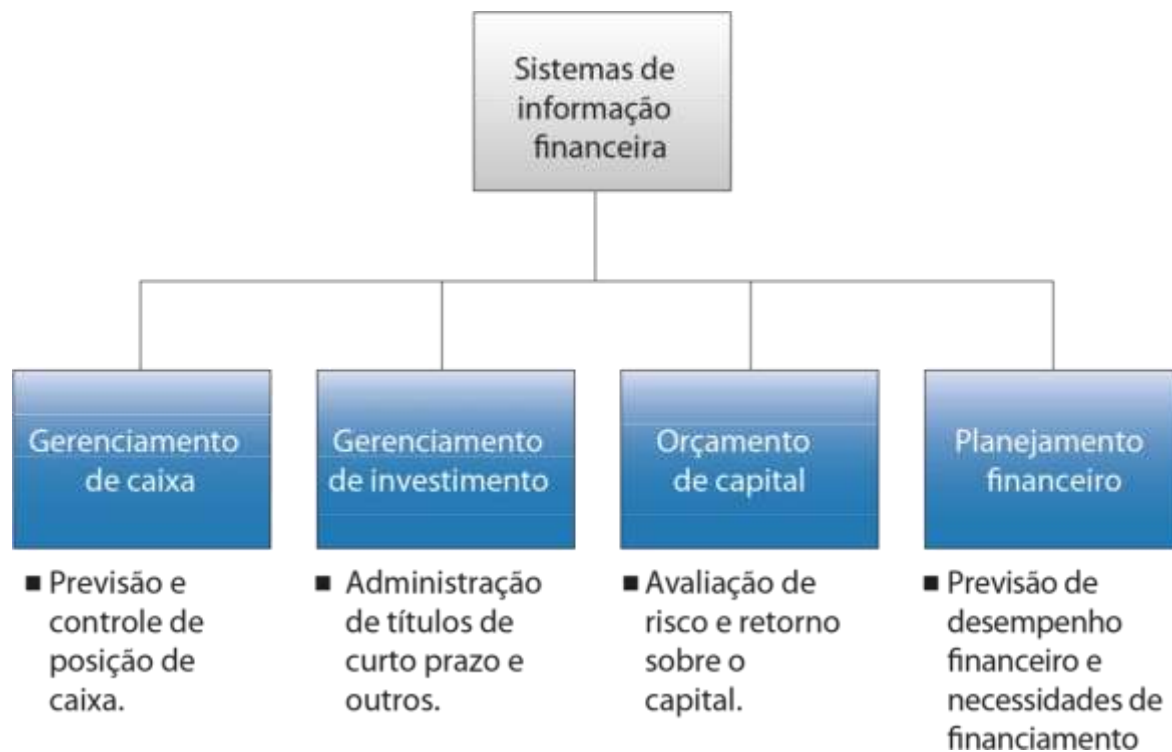 Sistemas de
informação
financeira
Gerenciamento
de caixa
Gerenciamento
de investimento
Orçamento
de capital
Planejamento
financeiro
■ Previsão e
controle de
posição de
caixa.
■ Administração
de títulos de
curto prazo e
outros.
■ Avaliação de
risco e retorno
sobre o
capital.
■ Previsão de
desempenho
financeiro e
necessidades de
financiamento